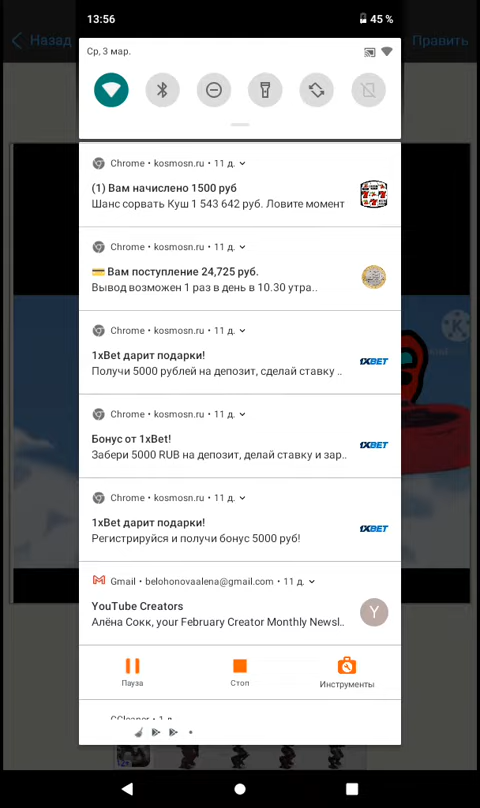 13:56
45 %
Назад
Править
Ср, 3 мар.
Chrome • kosmosn.ru • 11 д.
(1) Вам начислено 1500 руб
Шанс сорвать Куш 1 543 642 руб. Ловите момент
Chrome • kosmosn.ru • 11 д.
💳 Вам поступление 24,725 руб.
Вывод возможен 1 раз в день в 10.30 утра..
Chrome • kosmosn.ru • 11 д.
1xBet дарит подарки!
Получи 5000 рублей на депозит, сделай ставку ..
1XBET
Chrome • kosmosn.ru • 11 д.
Бонус от 1xBet!
Забери 5000 RUB на депозит, делай ставку и зар..
1XBET
Chrome • kosmosn.ru • 11 д.
1xBet дарит подарки!
Регистрируйся и получи бонус 5000 руб!
1XBET
Gmail • belohonovaalena@gmail.com • 11 д.
YouTube Creators
Алёна Сокк, your February Creator Monthly Newsl..
Y
Пауза
Стоп
Инструменты
CCleaner • 1 д.